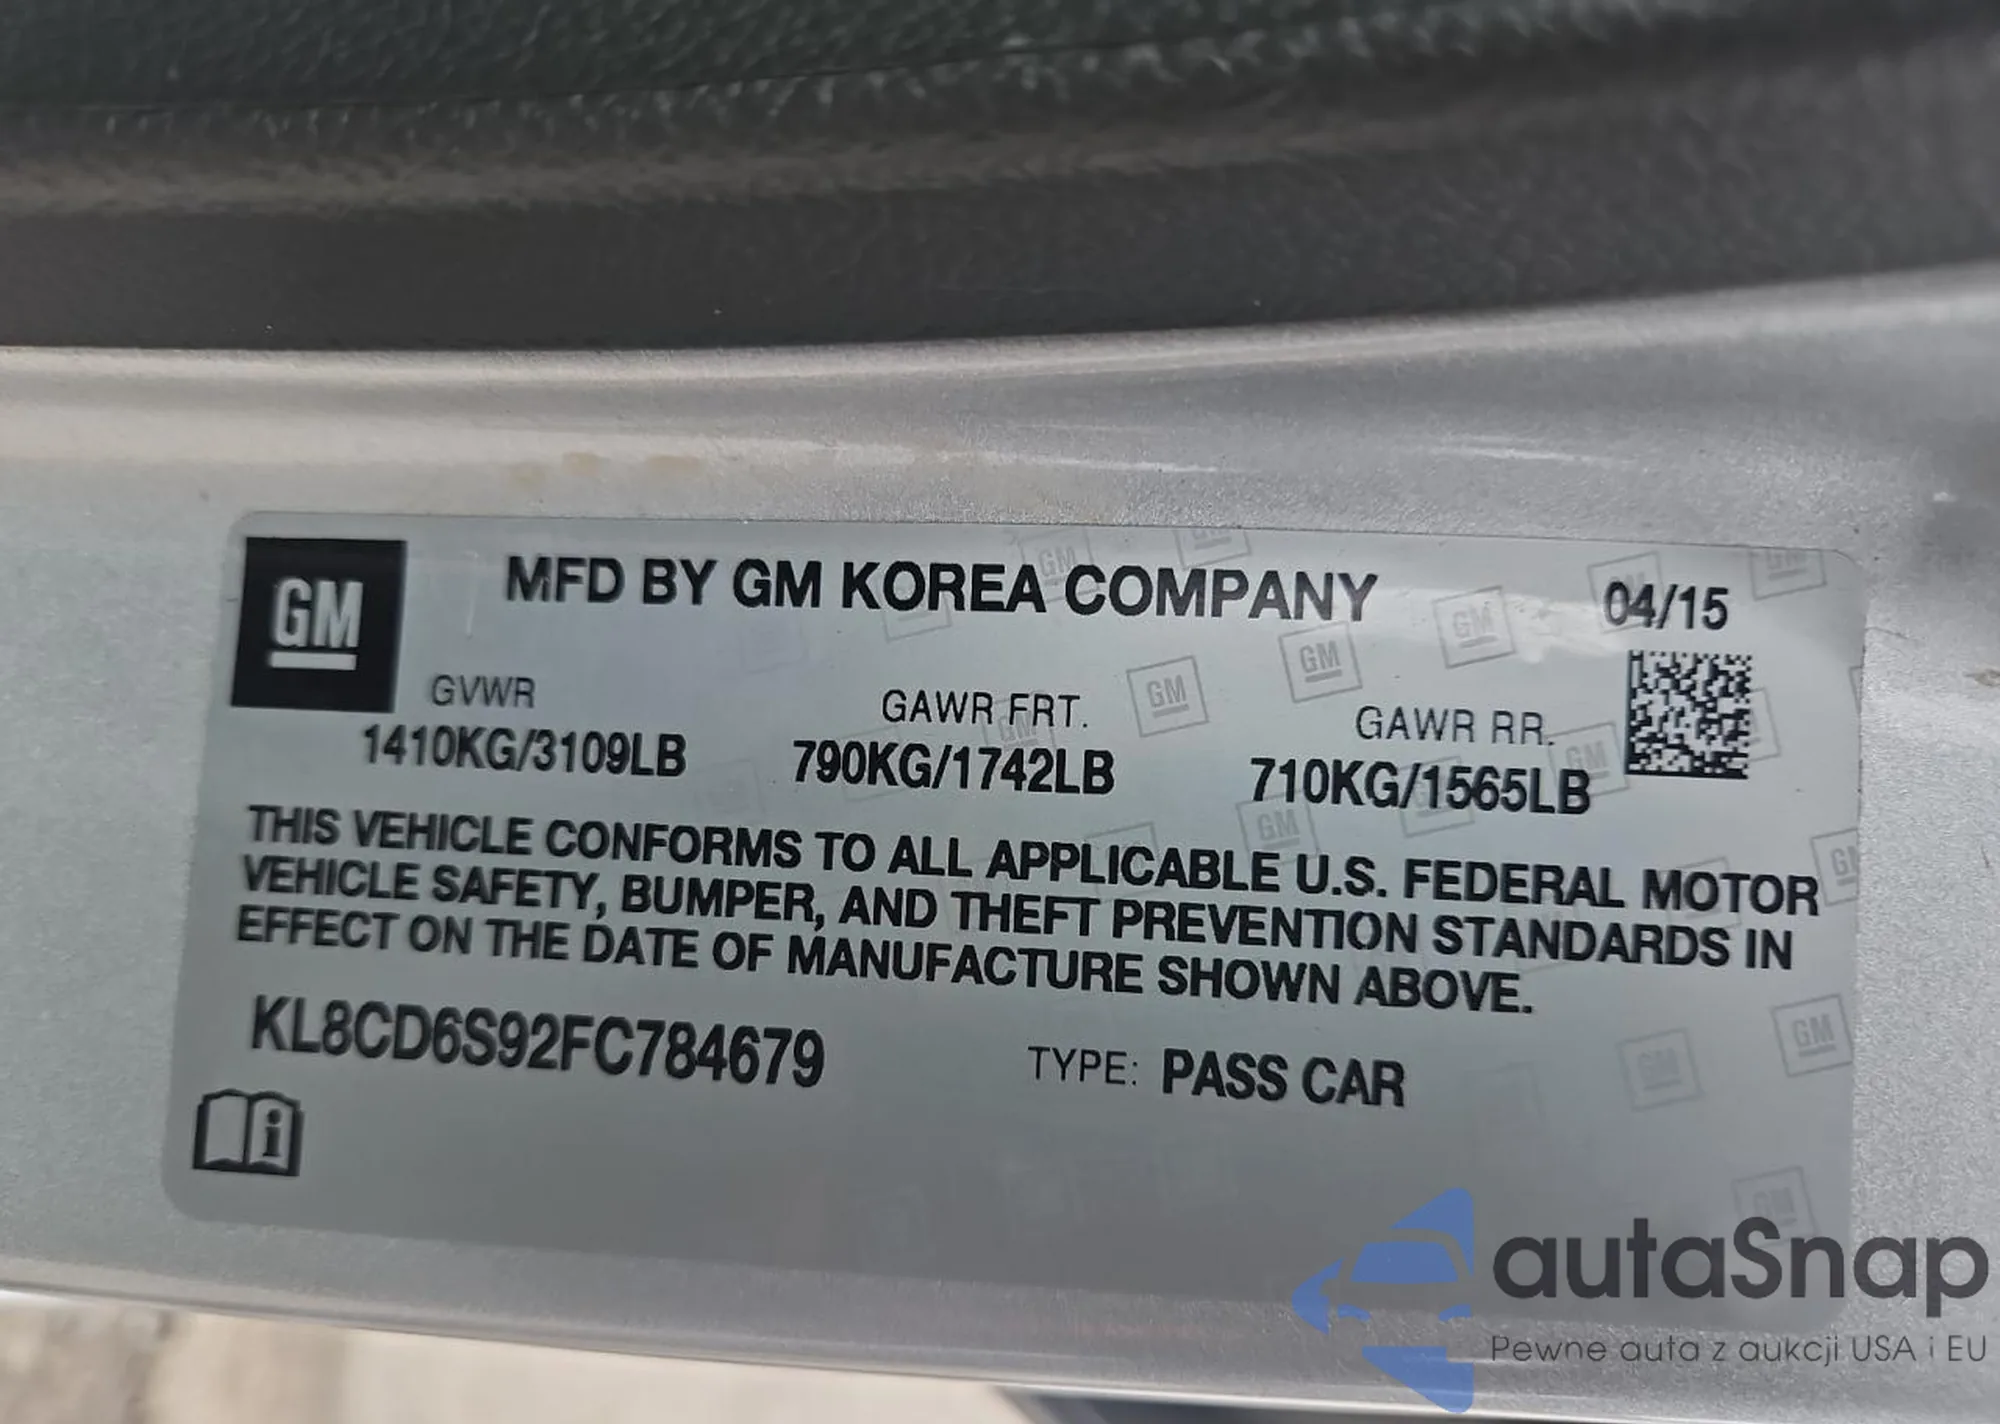 GM
MFD BY GM KOREA COMPANY
04/15
GVWR
GAWR FRT.
GAWR RR.
1410KG/3109LB
790KG/1742LB
710KG/1565LB
THIS VEHICLE CONFORMS TO ALL APPLICABLE U.S. FEDERAL MOTOR
VEHICLE SAFETY, BUMPER, AND THEFT PREVENTION STANDARDS IN
EFFECT ON THE DATE OF MANUFACTURE SHOWN ABOVE.
KL8CD6S92FC784679
TYPE: PASS CAR
autaSnap
Pewne auta z aukcji USA i EU